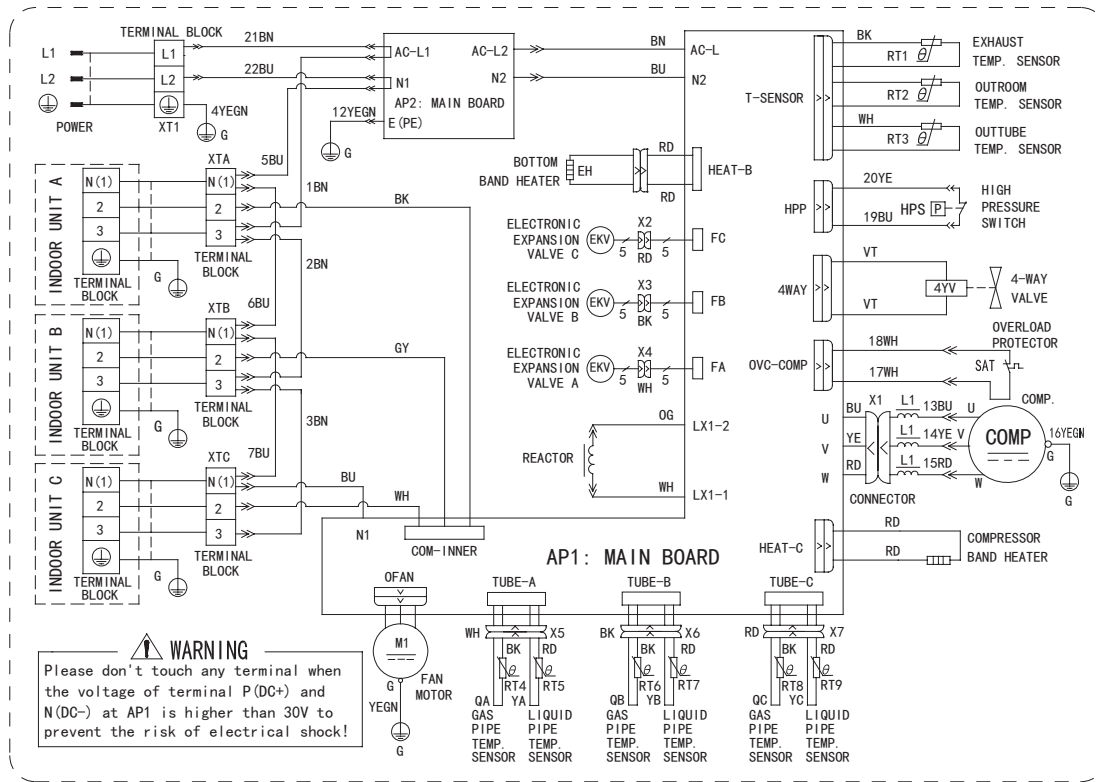 TERMINAL BLOCK
L1
L2
POWER
L1
L2
XT1
21BN
22BU
4YEGN
G
AC-L1
AC-L2
N1
N2
AP2: MAIN BOARD
E(PE)
12YEGN
G
BN
BU
AC-L
N2
T-SENSOR
BK
RT1
θ
EXHAUST
TEMP. SENSOR
RT2
θ
OUTROOM
TEMP. SENSOR
WH
RT3
θ
OUTTUBE
TEMP. SENSOR
INDOOR UNIT A
N(1)
2
3
TERMINAL
BLOCK
G
XTA
N(1)
2
3
TERMINAL
BLOCK
5BU
1BN
BK
2BN
6BU
BOTTOM
BAND HEATER
EH
RD
RD
HEAT-B
HPP
20YE
19BU
HPS
P
HIGH
PRESSURE
SWITCH
ELECTRONIC
EXPANSION
VALVE C
EKV
5
X2
RD
5
FC
ELECTRONIC
EXPANSION
VALVE B
EKV
5
X3
BK
5
FB
ELECTRONIC
EXPANSION
VALVE A
EKV
5
X4
WH
5
FA
4WAY
VT
VT
4YV
4-WAY
VALVE
INDOOR UNIT B
N(1)
2
3
TERMINAL
BLOCK
G
XTB
N(1)
2
3
TERMINAL
BLOCK
GY
3BN
7BU
OVC-COMP
18WH
17WH
SAT
OVERLOAD
PROTECTOR
REACTOR
OG
WH
LX1-2
LX1-1
U
V
W
BU
YE
RD
X1
CONNECTOR
L1
13BU
U
L1
14YE
V
L1
15RD
W
COMP.
COMP
16YEGN
G
G
INDOOR UNIT C
N(1)
2
3
TERMINAL
BLOCK
G
XTC
N(1)
2
3
TERMINAL
BLOCK
BU
WH
N1
COM-INNER
AP1: MAIN BOARD
HEAT-C
RD
RD
COMPRESSOR
BAND HEATER
OFAN
M1
G
YEGN
G
FAN
MOTOR
TUBE-A
WH
X5
BK
RD
θ
RT4
θ
RT5
QA
YA
GAS
PIPE
TEMP.
SENSOR
LIQUID
PIPE
TEMP.
SENSOR
TUBE-B
BK
X6
BK
RD
θ
RT6
θ
RT7
QB
YB
GAS
PIPE
TEMP.
SENSOR
LIQUID
PIPE
TEMP.
SENSOR
TUBE-C
RD
X7
BK
RD
θ
RT8
θ
RT9
QC
YC
GAS
PIPE
TEMP.
SENSOR
LIQUID
PIPE
TEMP.
SENSOR
WARNING
Please don't touch any terminal when
the voltage of terminal P(DC+) and
N(DC-) at AP1 is higher than 30V to
prevent the risk of electrical shock!